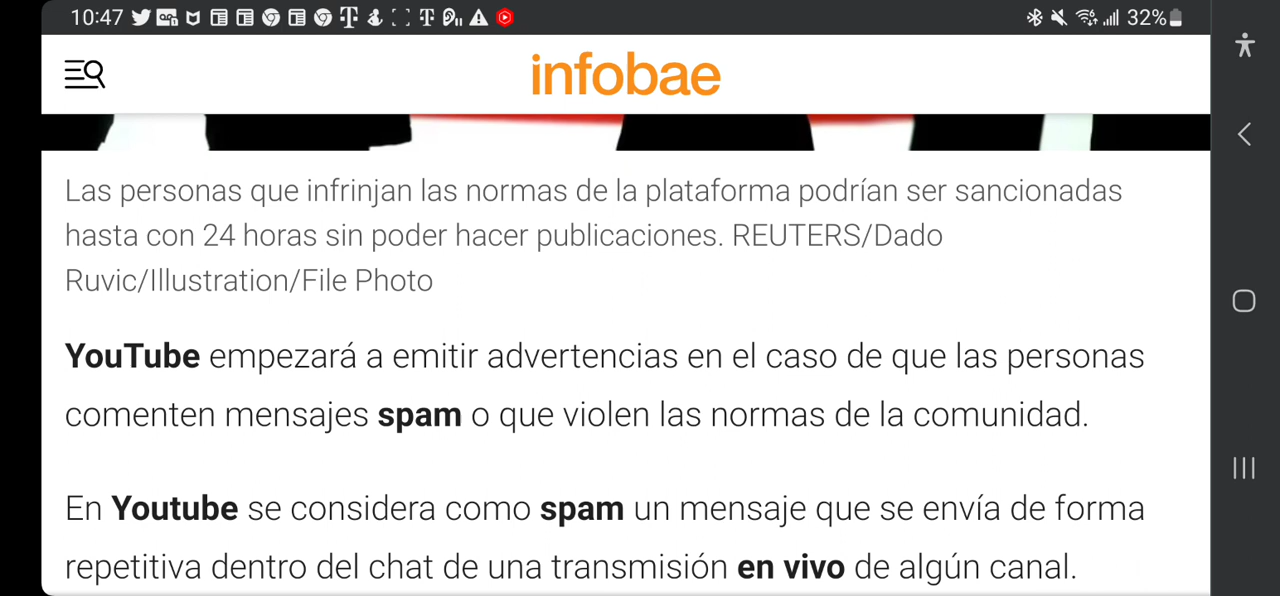 10:47
32%
infobae
Las personas que infrinjan las normas de la plataforma podrían ser sancionadas
hasta con 24 horas sin poder hacer publicaciones. REUTERS/Dado
Ruvic/Illustration/File Photo
YouTube empezará a emitir advertencias en el caso de que las personas
comenten mensajes spam o que violen las normas de la comunidad.
En Youtube se considera como spam un mensaje que se envía de forma
repetitiva dentro del chat de una transmisión en vivo de algún canal.